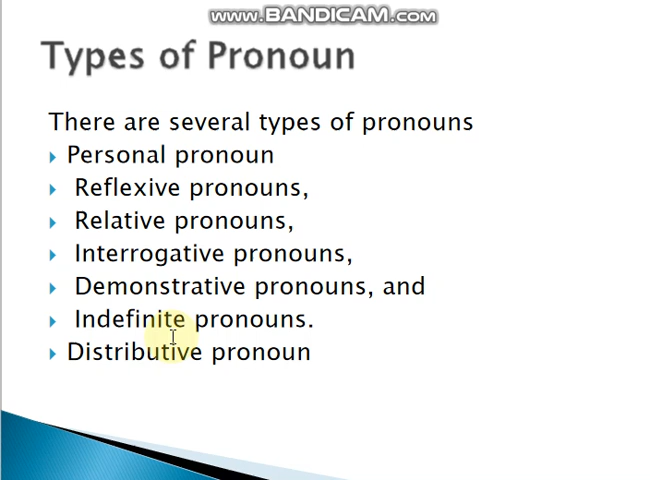 www.BANDICAM.com
Types of Pronoun
There are several types of pronouns
Personal pronoun
Reflexive pronouns,
Relative pronouns,
Interrogative pronouns,
Demonstrative pronouns, and
Indefinite pronouns.
Distributive pronoun